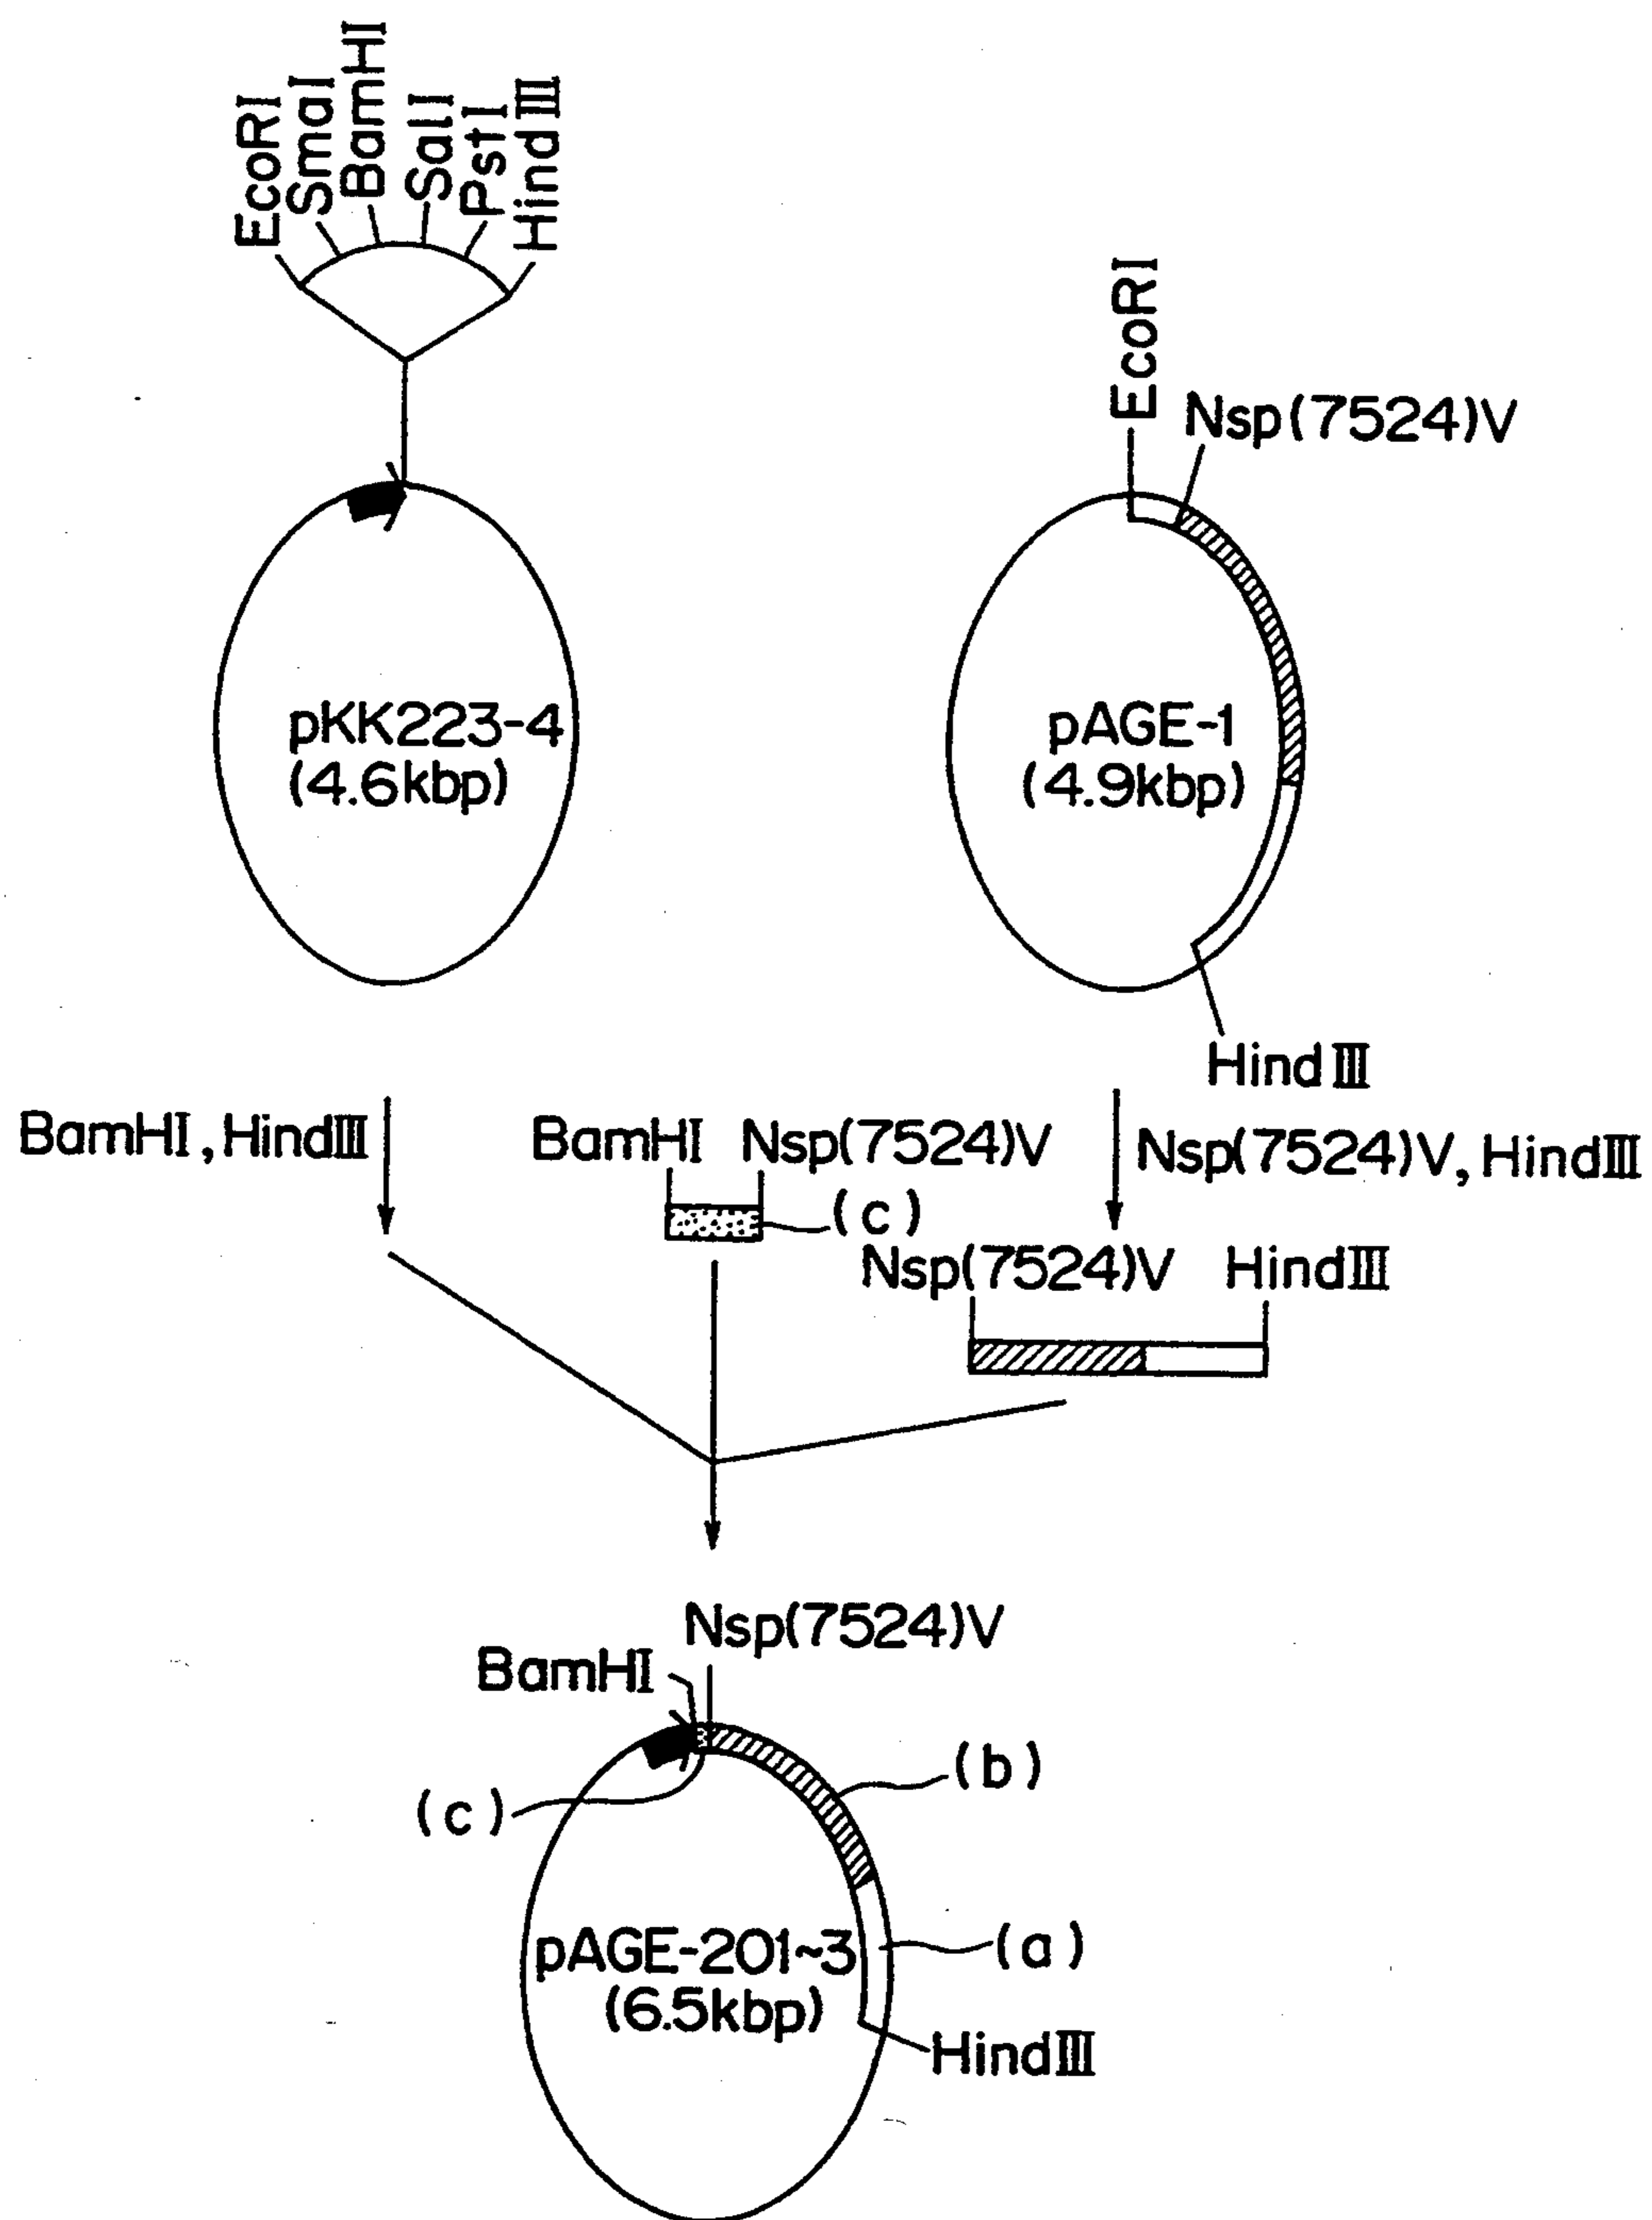 EcoRI
SmaI
BamHI
SalI
PstI
HindIII
EcoRI
Nsp(7524)V
pKK223-4
(4.6kbp)
pAGE-1
(4.9kbp)
HindIII
BamHI, HindIII
BamHI Nsp(7524)V
(c)
Nsp(7524)V, HindIII
Nsp(7524)V HindIII
Nsp(7524)V
BamHI
(b)
(c)
(a)
pAGE-201~3
(6.5kbp)
HindIII